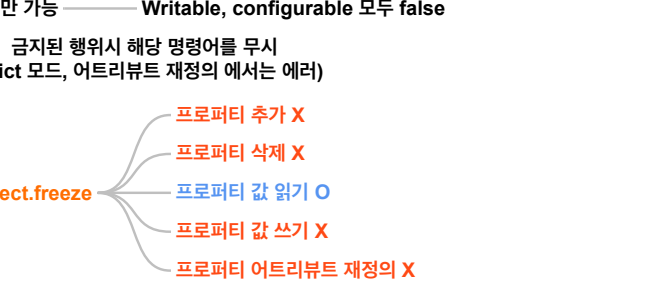 만 가능 Writable, configurable 모두 false
금지된 행위시 해당 명령어를 무시
ict 모드, 어트리뷰트 재정의 에서는 에러)
프로퍼티 추가 X
프로퍼티 삭제 X
ect.freeze
프로퍼티 값 읽기 O
프로퍼티 값 쓰기 X
프로퍼티 어트리뷰트 재정의 X